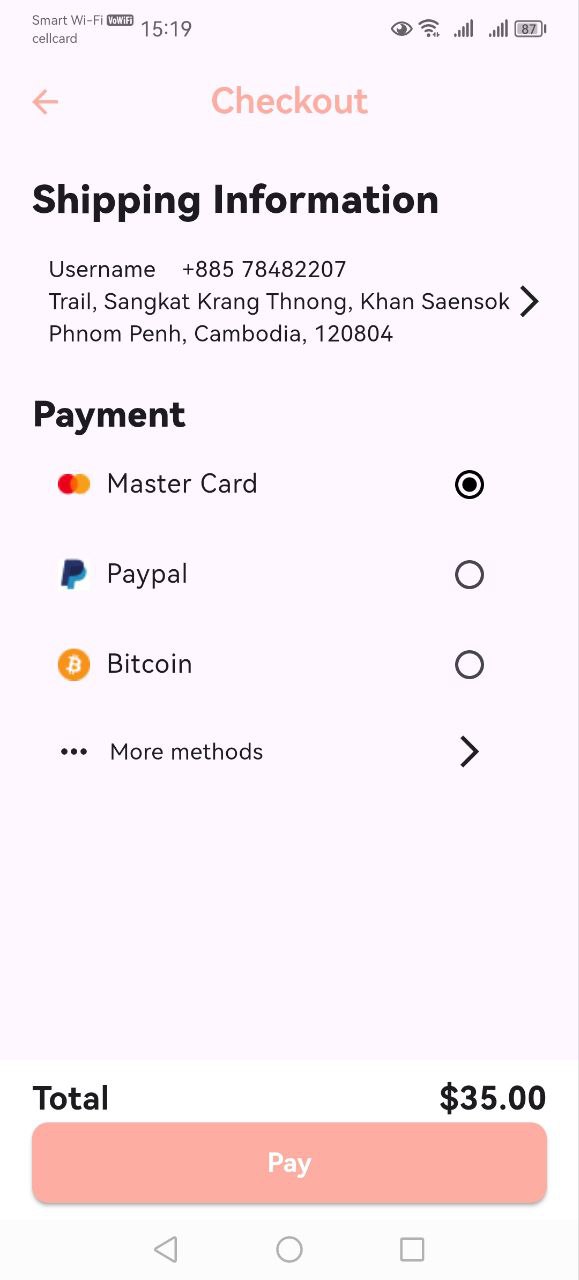 Smart Wi-Fi VoWiFi
cellcard
15:19
87
Checkout
Shipping Information
Username +885 78482207
Trail, Sangkat Krang Thnong, Khan Saensok
Phnom Penh, Cambodia, 120804
Payment
Master Card
Paypal
Bitcoin
More methods
Total $35.00
Pay